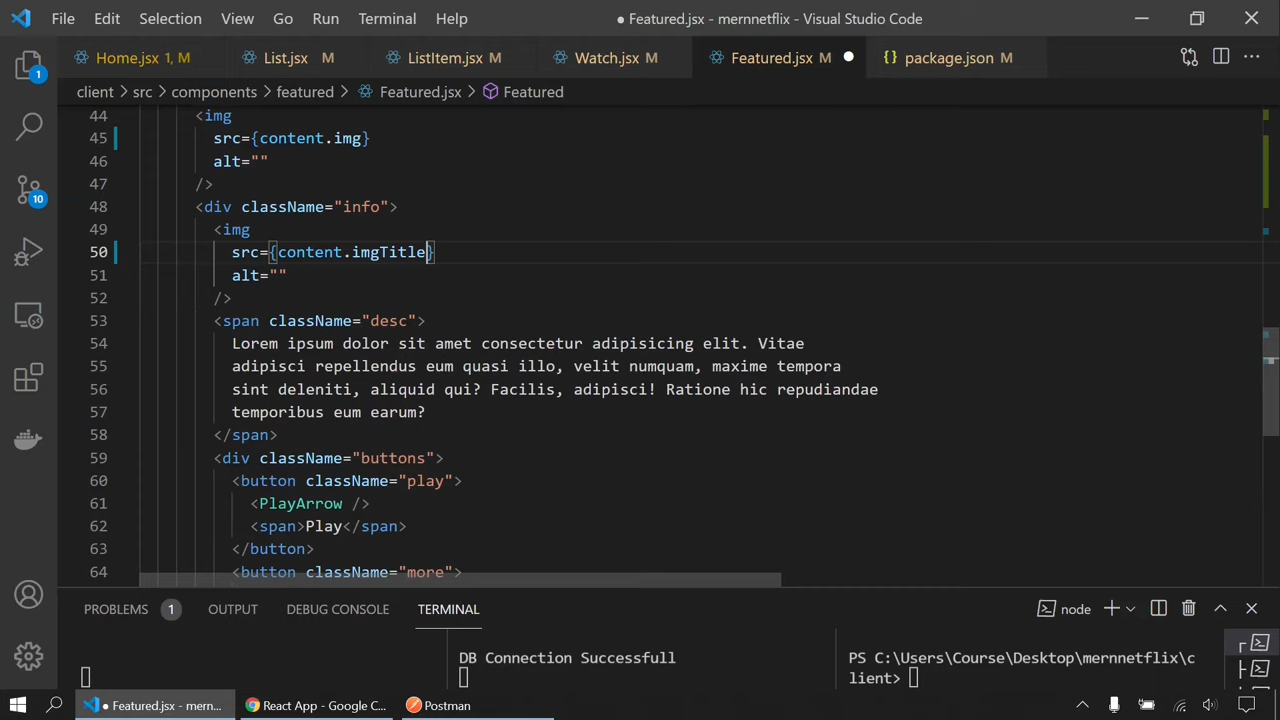 File Edit Selection View Go Run Terminal Help
● Featured.jsx - mernnetflix - Visual Studio Code
Home.jsx 1, M
List.jsx M
ListItem.jsx M
Watch.jsx M
Featured.jsx M
{ } package.json M
client > src > components > featured > Featured.jsx > Featured
44 <img
45 src={content.img}
46 alt=""
47 />
48 <div className="info">
49 <img
50 src={content.imgTitle}
51 alt=""
52 />
53 <span className="desc">
54 Lorem ipsum dolor sit amet consectetur adipisicing elit. Vitae
55 adipisci repellendus eum quasi illo, velit numquam, maxime tempora
56 sint deleniti, aliquid qui? Facilis, adipisci! Ratione hic repudiandae
57 temporibus eum earum?
58 </span>
59 <div className="buttons">
60 <button className="play">
61 <PlayArrow />
62 <span>Play</span>
63 </button>
64 <button className="more">
1
10
PROBLEMS 1 OUTPUT DEBUG CONSOLE TERMINAL
node
DB Connection Successfull
PS C:\Users\Course\Desktop\mernnetflix\c
lient>
● Featured.jsx - mern...
React App - Google C...
Postman